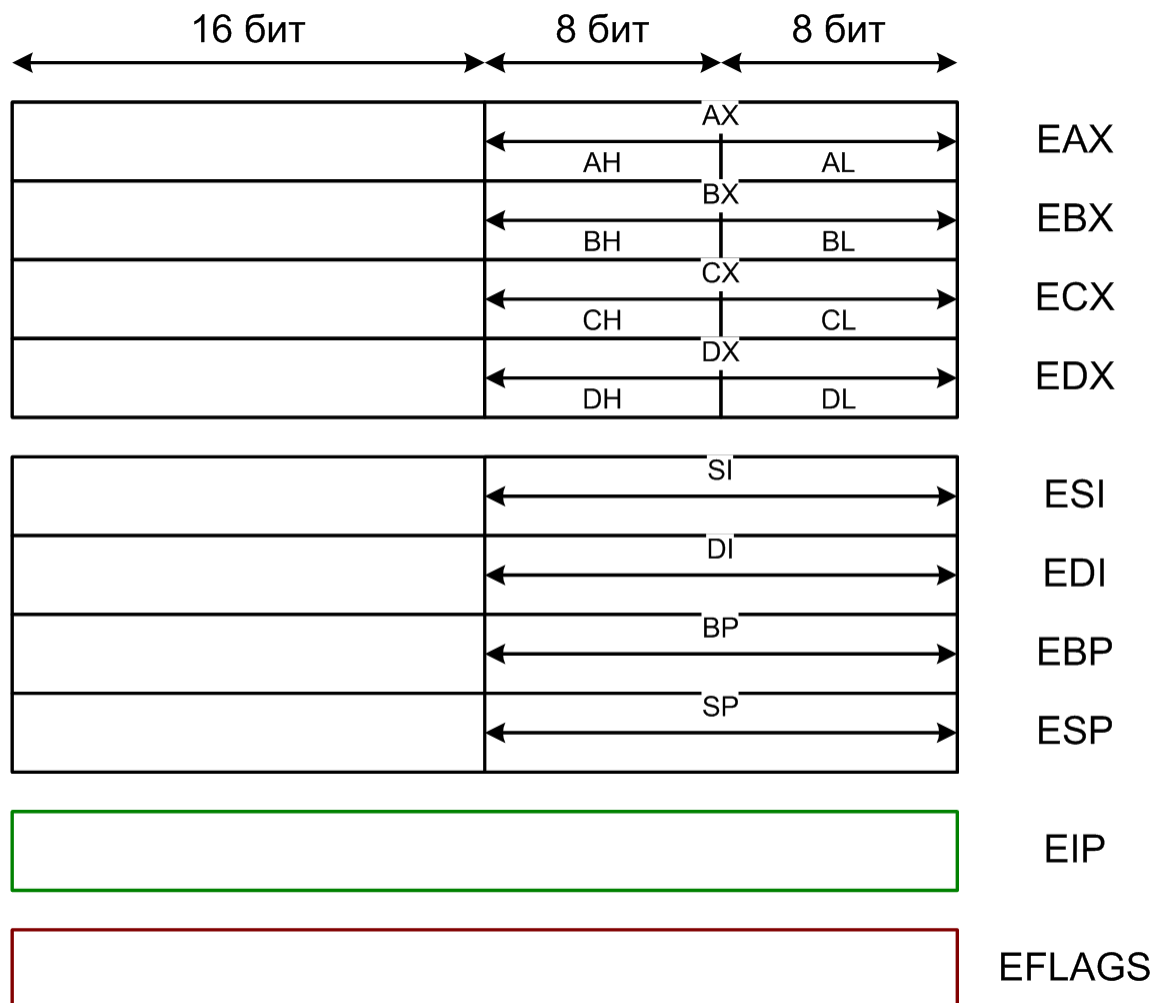 16 бит 8 бит 8 бит
AX
EAX
AH AL
BX
EBX
BH BL
CX
ECX
CH CL
DX
EDX
DH DL
SI
ESI
DI
EDI
BP
EBP
SP
ESP
EIP
EFLAGS